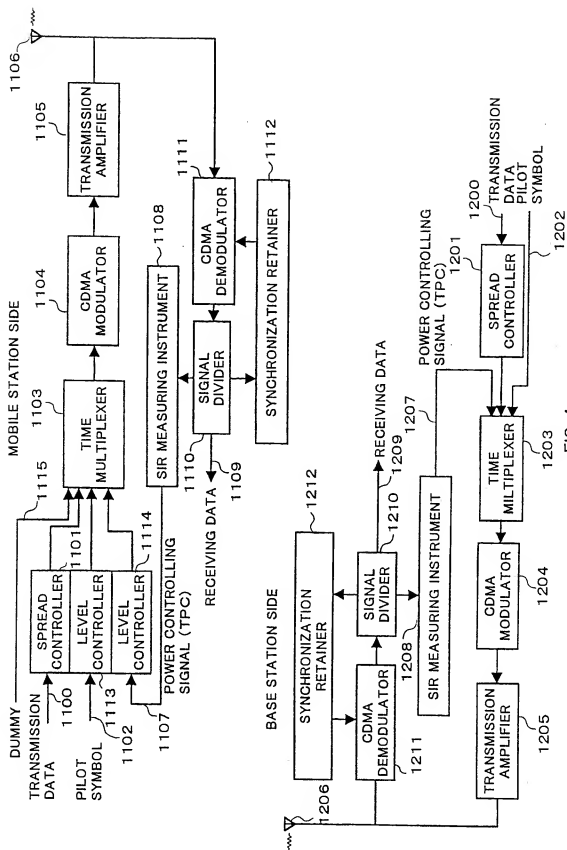 MOBILE STATION SIDE
DUMMY
1115
TRANSMISSION
DATA
1100
SPREAD
CONTROLLER
1101
PILOT
SYMBOL
1102
LEVEL
CONTROLLER
1113
LEVEL
CONTROLLER
1114
1107
POWER CONTROLLING
SIGNAL (TPC)
TIME
MULTIPLEXER
1103
CDMA
MODULATOR
1104
TRANSMISSION
AMPLIFIER
1105
1106
SIR MEASURING INSTRUMENT
1108
RECEIVING DATA
1109
SIGNAL
DIVIDER
1110
CDMA
DEMODULATOR
1111
SYNCHRONIZATION RETAINER
1112
BASE STATION SIDE
1206
SYNCHRONIZATION
RETAINER
1212
CDMA
DEMODULATOR
1211
SIGNAL
DIVIDER
1210
RECEIVING DATA
1209
1208
SIR MEASURING INSTRUMENT
1207
POWER CONTROLLING
SIGNAL (TPC)
TRANSMISSION
AMPLIFIER
1205
CDMA
MODULATOR
1204
TIME
MILTIPLEXER
1203
SPREAD
CONTROLLER
1201
1200
TRANSMISSION
DATA
PILOT
SYMBOL
1202